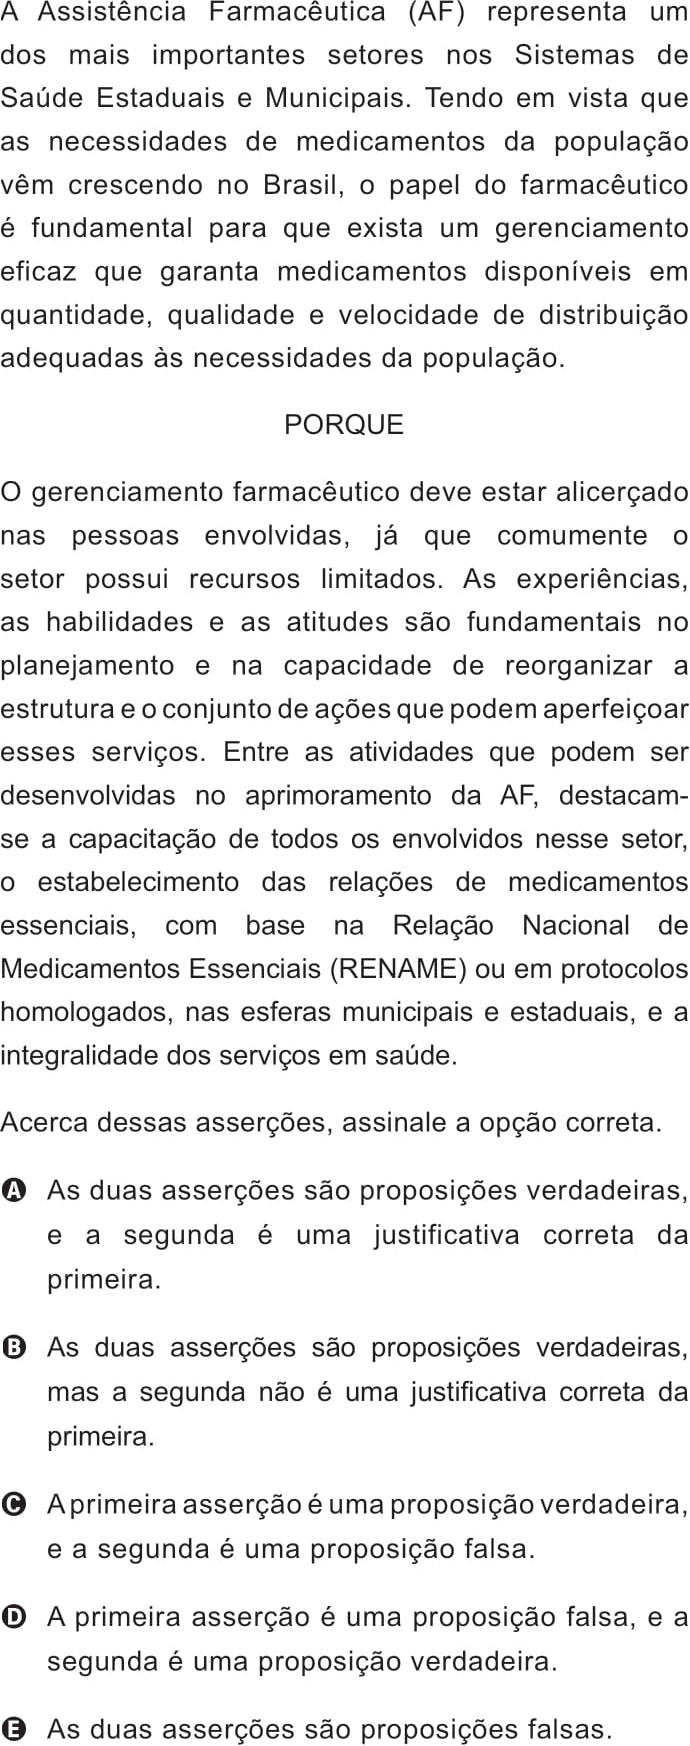 A Assistência Farmacêutica (AF) representa um
dos mais importantes setores nos Sistemas de
Saúde Estaduais e Municipais. Tendo em vista que
as necessidades de medicamentos da população
vêm crescendo no Brasil, o papel do farmacêutico
é fundamental para que exista um gerenciamento
eficaz que garanta medicamentos disponíveis em
quantidade, qualidade e velocidade de distribuição
adequadas às necessidades da população.
PORQUE
O gerenciamento farmacêutico deve estar alicerçado
nas pessoas envolvidas, já que comumente o
setor possui recursos limitados. As experiências,
as habilidades e as atitudes são fundamentais no
planejamento e na capacidade de reorganizar a
estrutura e o conjunto de ações que podem aperfeiçoar
esses serviços. Entre as atividades que podem ser
desenvolvidas no aprimoramento da AF, destacam-
se a capacitação de todos os envolvidos nesse setor,
o estabelecimento das relações de medicamentos
essenciais, com base na Relação Nacional de
Medicamentos Essenciais (RENAME) ou em protocolos
homologados, nas esferas municipais e estaduais, e a
integralidade dos serviços em saúde.
Acerca dessas asserções, assinale a opção correta.
A As duas asserções são proposições verdadeiras,
e a segunda é uma justificativa correta da
primeira.
B As duas asserções são proposições verdadeiras,
mas a segunda não é uma justificativa correta da
primeira.
C A primeira asserção é uma proposição verdadeira,
e a segunda é uma proposição falsa.
D A primeira asserção é uma proposição falsa, e a
segunda é uma proposição verdadeira.
E As duas asserções são proposições falsas.